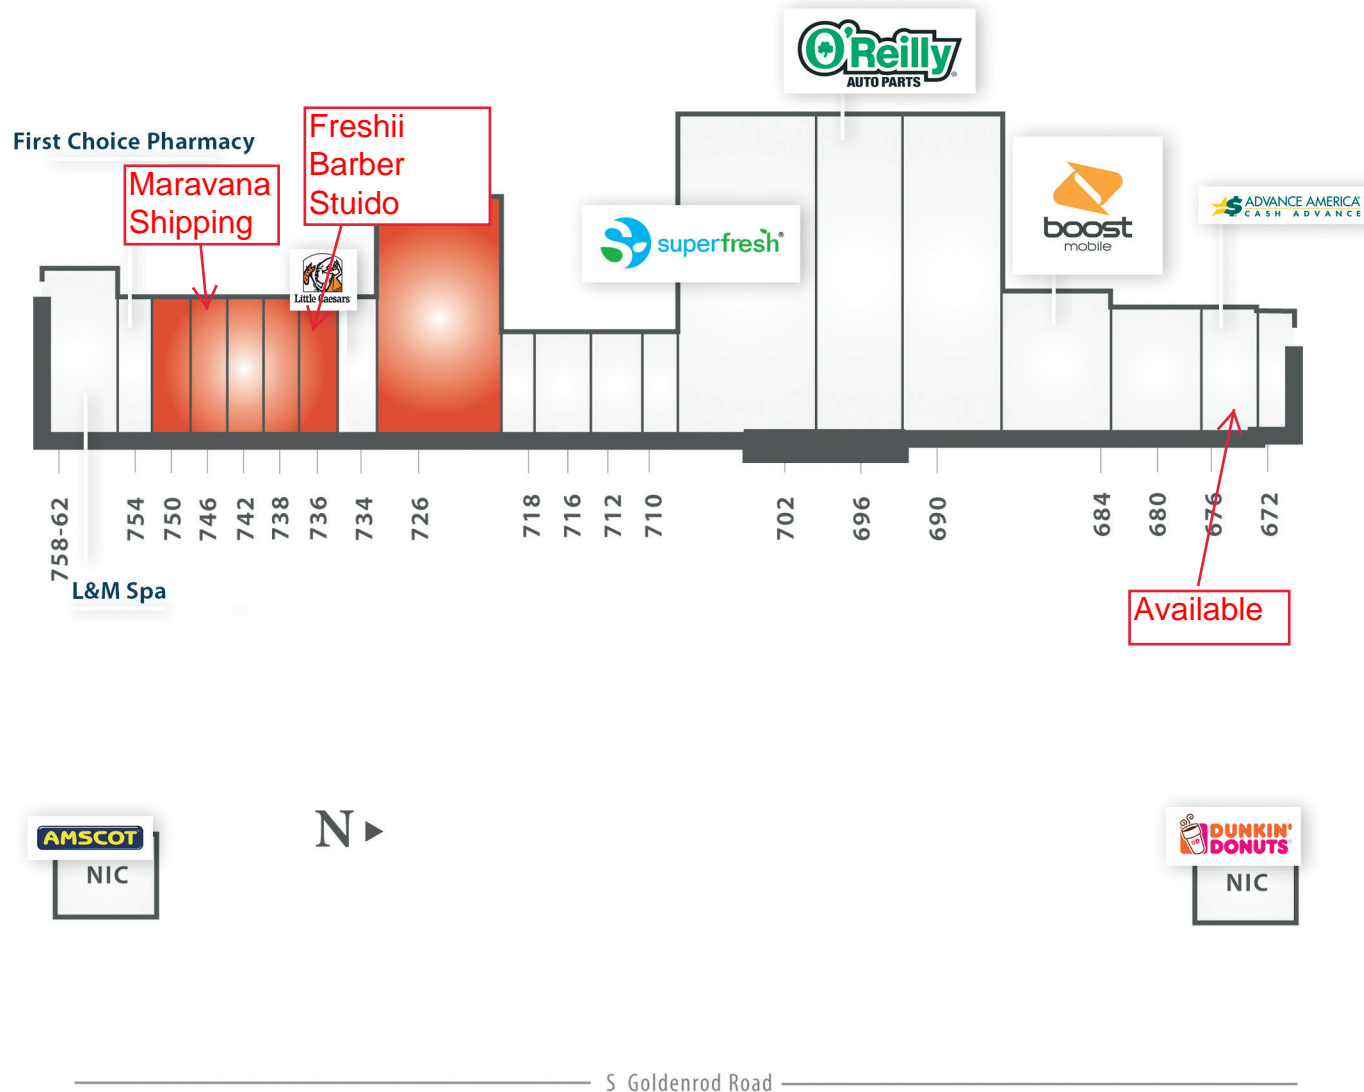 O'Reilly
AUTO PARTS
First Choice Pharmacy
Freshii
Barber
Stuido
Maravana
Shipping
Little Caesars
superfresh®
boost
mobile
ADVANCE AMERICA
CASH ADVANCE
758-62
754
750
746
742
738
736
734
726
718
716
712
710
702
696
690
684
680
676
672
L&M Spa
Available
AMSCOT
NIC
N
DUNKIN'
DONUTS
DD
NIC
S Goldenrod Road